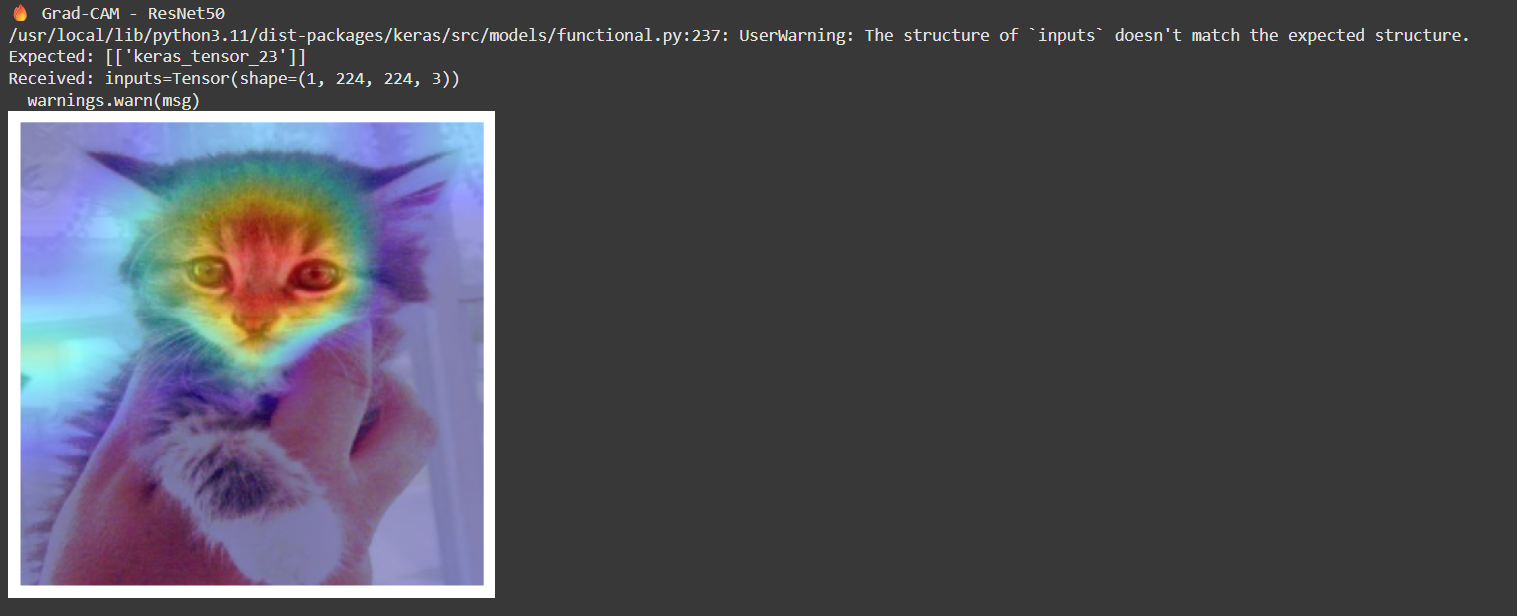 🔥 Grad-CAM - ResNet50
/usr/local/lib/python3.11/dist-packages/keras/src/models/functional.py:237: UserWarning: The structure of `inputs` doesn't match the expected structure.
Expected: [['keras_tensor_23']]
Received: inputs=Tensor(shape=(1, 224, 224, 3))
  warnings.warn(msg)